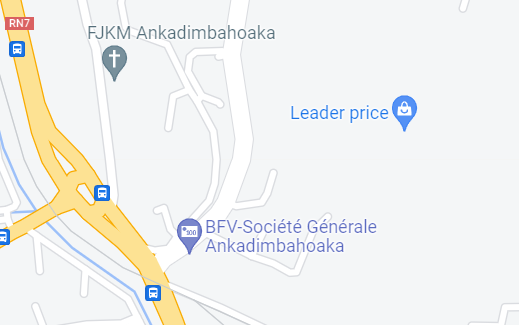 RN7
FJKM Ankadimbahoaka
Leader price
BFV-Société Générale
Ankadimbahoaka